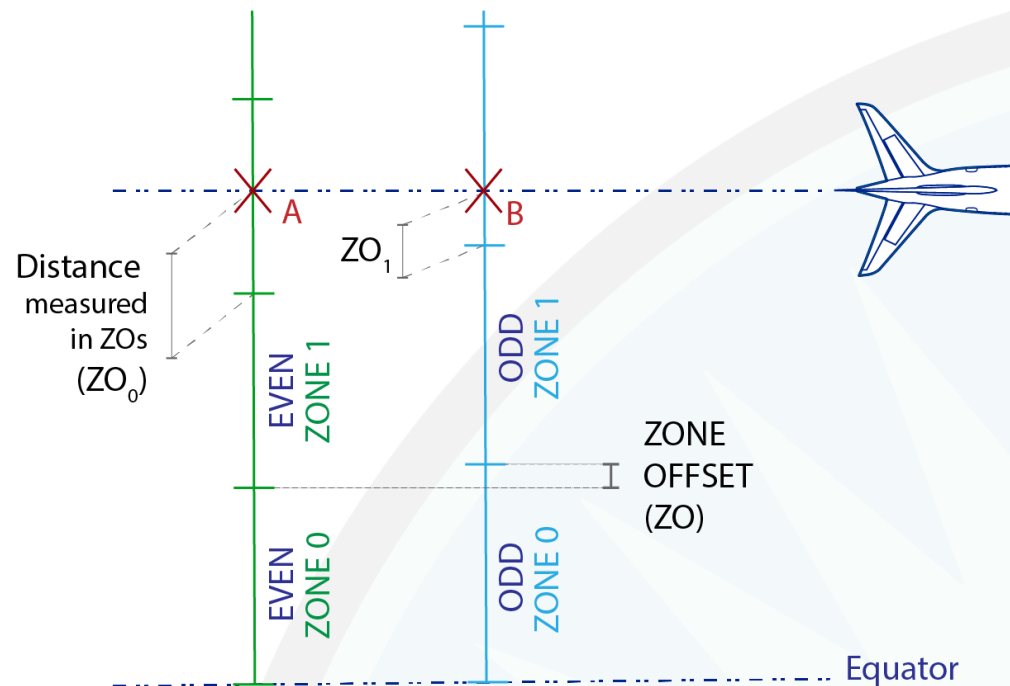 A
B
Distance
measured
in ZOs
(ZO₀)
ZO₁
EVEN
ZONE 1
ODD
ZONE 1
ZONE
OFFSET
(ZO)
EVEN
ZONE 0
ODD
ZONE 0
Equator